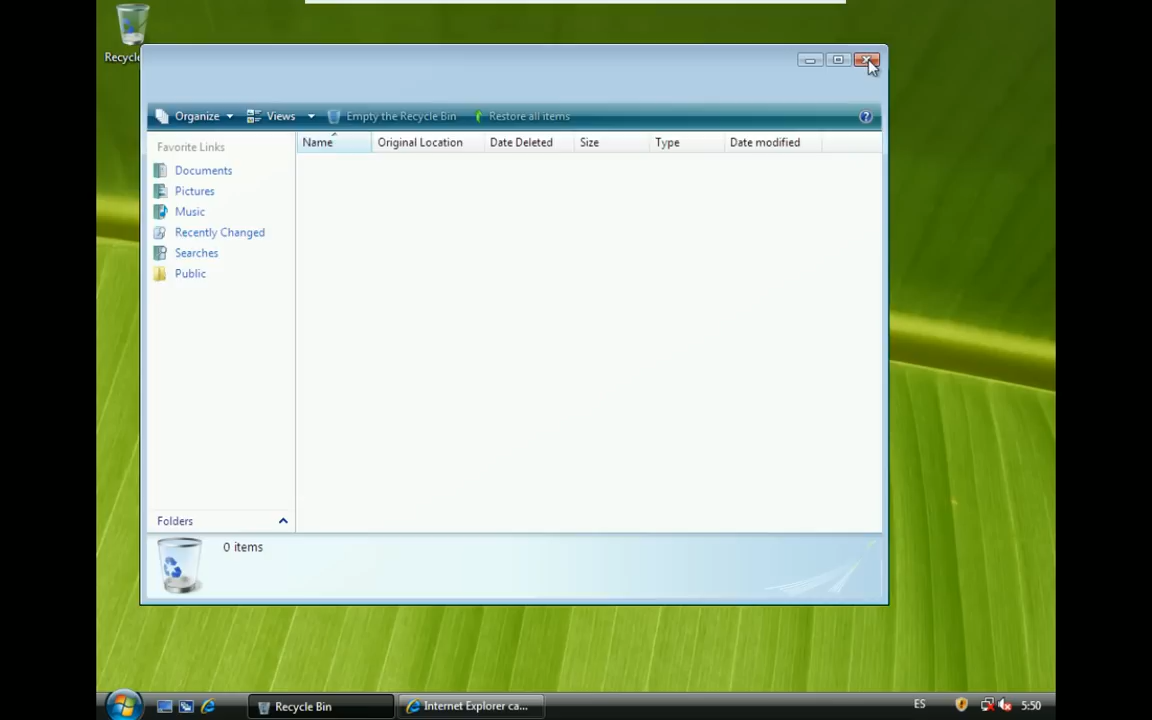 Recycle
Organize Views Empty the Recycle Bin Restore all items
Favorite Links
Documents
Pictures
Music
Recently Changed
Searches
Public
Folders
Name Original Location Date Deleted Size Type Date modified
0 items
Recycle Bin Internet Explorer ca... ES 5:50